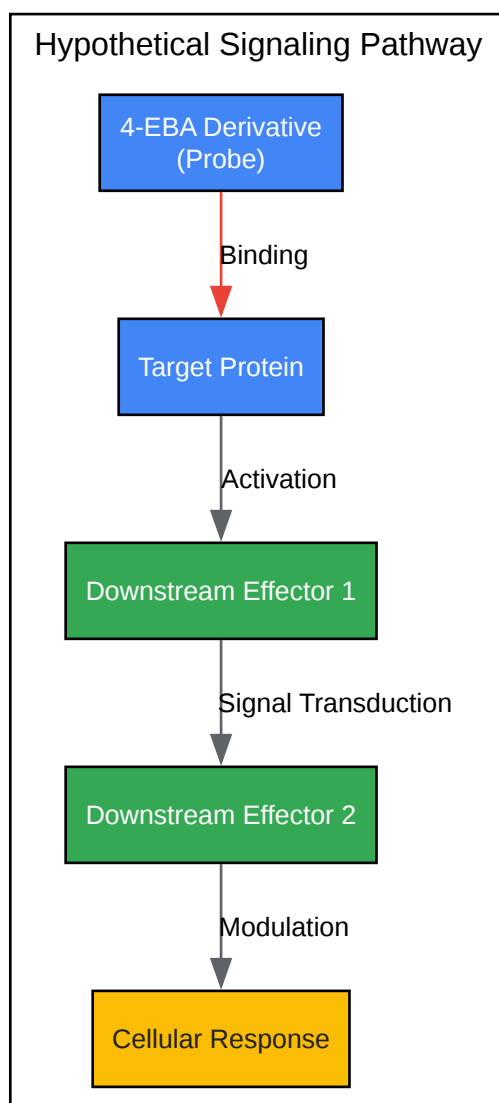 Hypothetical Signaling Pathway
4-EBA Derivative
(Probe)
Binding
Target Protein
Activation
Downstream Effector 1
Signal Transduction
Downstream Effector 2
Modulation
Cellular Response